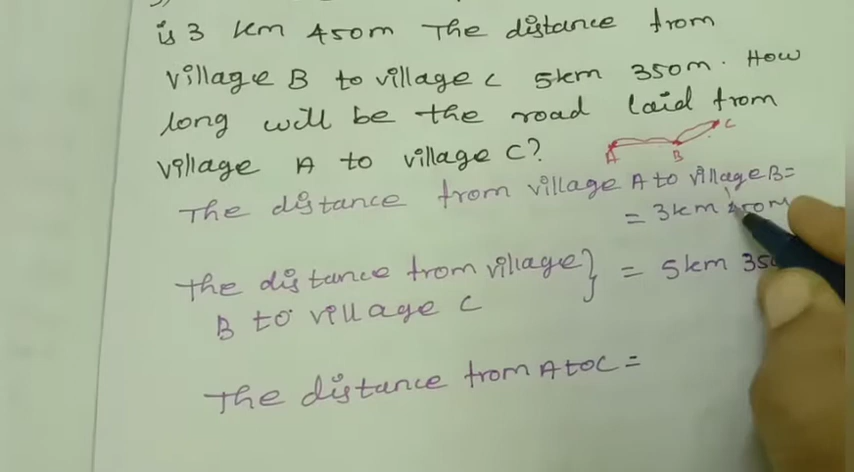 is 3 km 450m The distance from
village B to village C 5km 350m. How
long will be the road laid from
village A to village C?
A B C
The distance from village A to village B=
= 3km 450m
The distance from village } = 5km
B to village C
The distance from A to C =